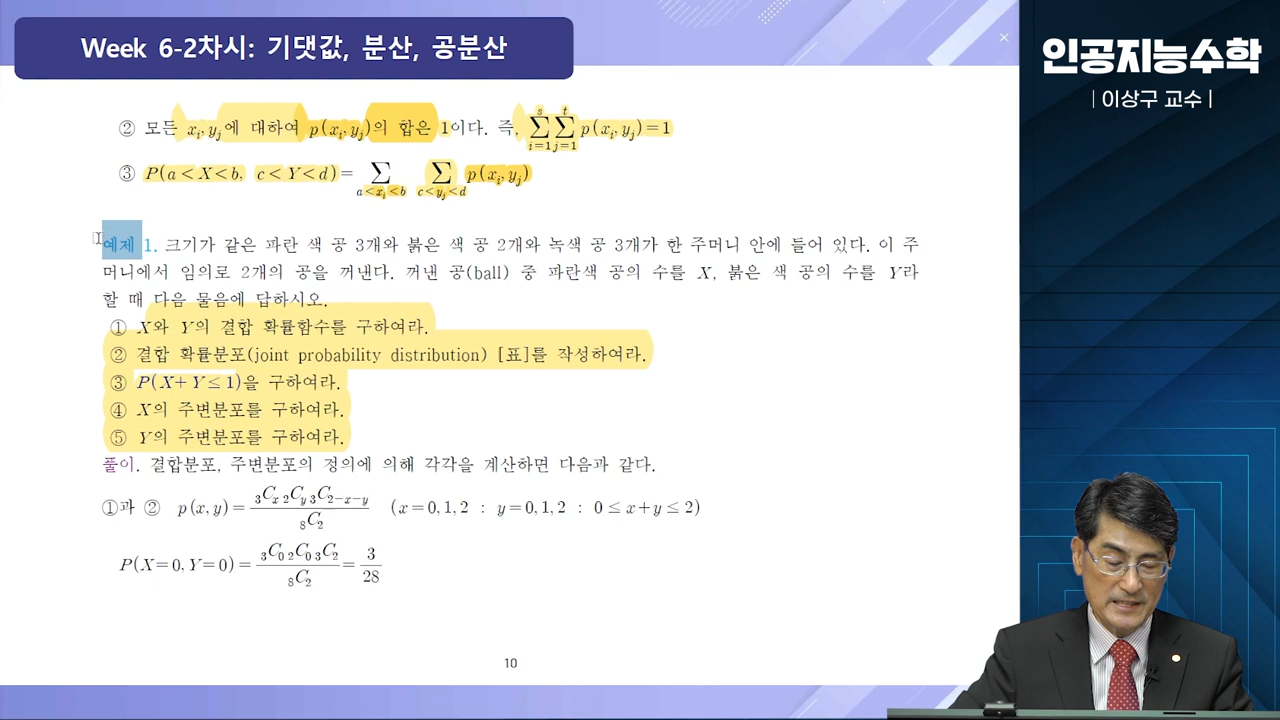 Week 6-2차시: 기댓값, 분산, 공분산
인공지능수학
| 이상구 교수 |
② 모든 xᵢ, yⱼ에 대하여 p(xᵢ, yⱼ)의 합은 1이다. 즉, ∑_{i=1}^{s} ∑_{j=1}^{t} p(xᵢ, yⱼ)=1
③ P(a<X<b, c<Y<d)= ∑_{a<xᵢ<b} ∑_{c<yⱼ<d} p(xᵢ, yⱼ)
예제 1. 크기가 같은 파란 색 공 3개와 붉은 색 공 2개와 녹색 공 3개가 한 주머니 안에 들어 있다. 이 주
머니에서 임의로 2개의 공을 꺼낸다. 꺼낸 공(ball) 중 파란색 공의 수를 X, 붉은 색 공의 수를 Y라
할 때 다음 물음에 답하시오.
① X와 Y의 결합 확률함수를 구하여라.
② 결합 확률분포(joint probability distribution) [표]를 작성하여라.
③ P(X+Y≤1)을 구하여라.
④ X의 주변분포를 구하여라.
⑤ Y의 주변분포를 구하여라.
풀이. 결합분포, 주변분포의 정의에 의해 각각을 계산하면 다음과 같다.
①과 ② p(x, y)= ₃Cₓ ₂C_y ₃C_{2-x-y} / ₈C₂ (x=0, 1, 2 : y=0, 1, 2 : 0≤x+y≤2)
P(X=0, Y=0)= ₃C₀ ₂C₀ ₃C₂ / ₈C₂ = 3/28
10